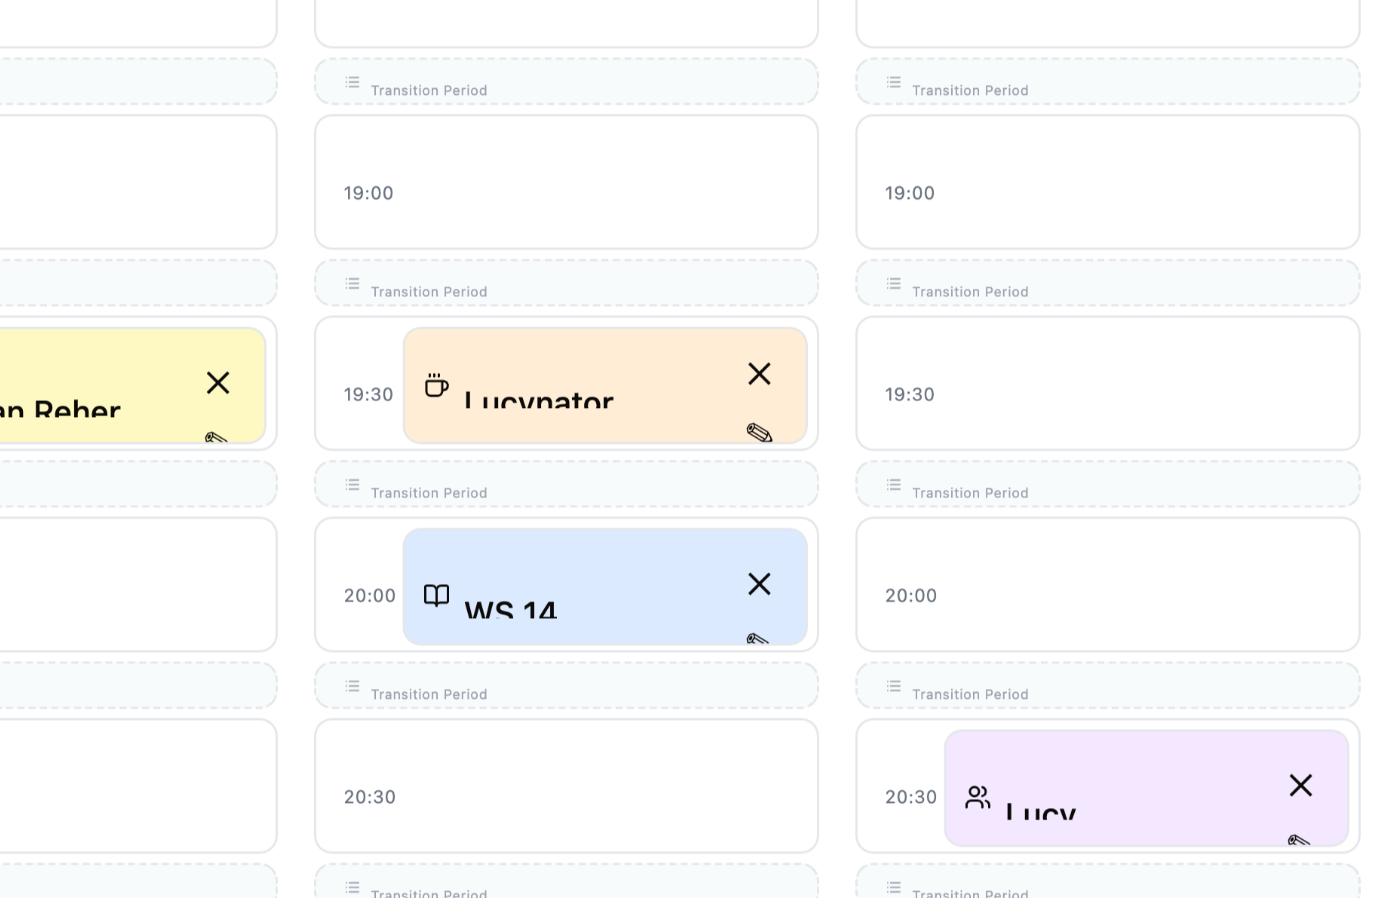 Transition Period
Transition Period
19:00
19:00
Transition Period
Transition Period
an Reher
19:30
Lucynator
19:30
Transition Period
Transition Period
20:00
WS 14
20:00
Transition Period
Transition Period
20:30
20:30
Lucy
Transition Period
Transition Period